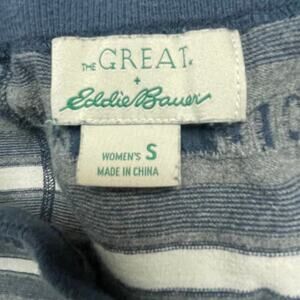 THE GREAT.
+
Eddie Bauer
WOMEN'S S
MADE IN CHINA